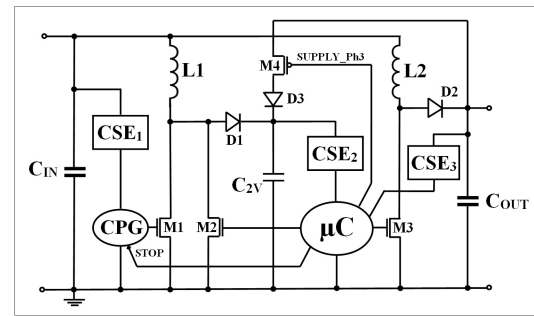 SUPPLY_Ph3
M4
L1
L2
D3
D2
CSE1
D1
CSE2
CSE3
CIN
C2V
COUT
CPG
M1
M2
μC
M3
STOP